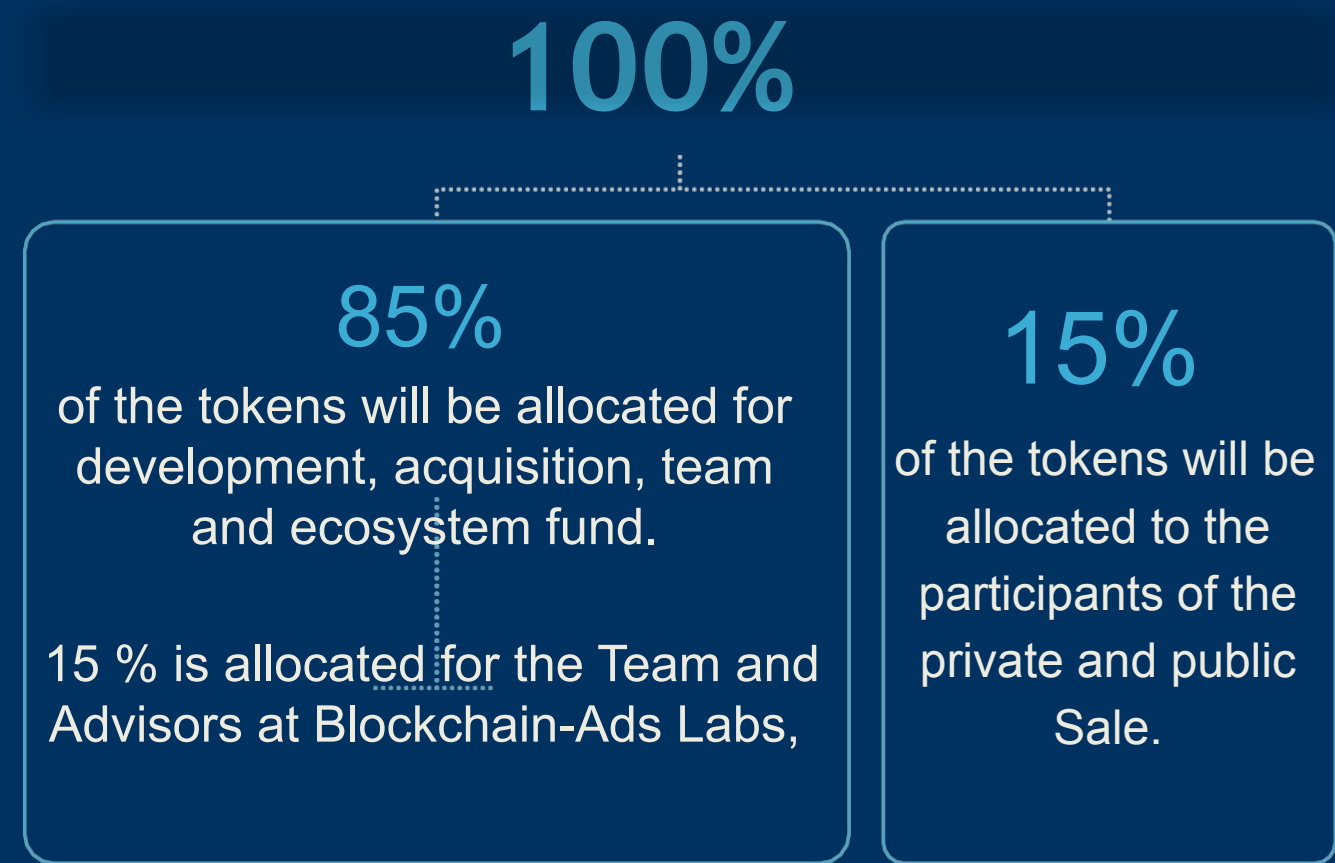 100%
85%
of the tokens will be allocated for
development, acquisition, team
and ecosystem fund.
15 % is allocated for the Team and
Advisors at Blockchain-Ads Labs,
15%
of the tokens will be
allocated to the
participants of the
private and public
Sale.